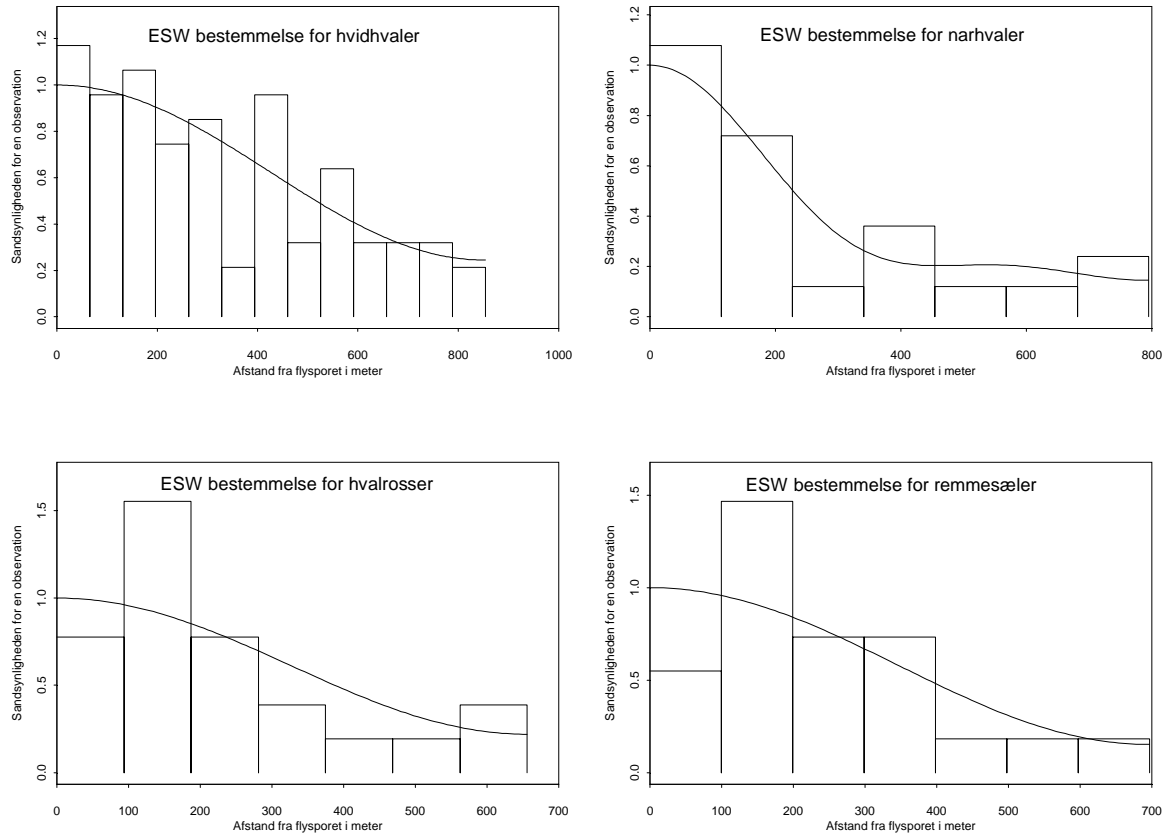 ESW bestemmelse for hvidhvaler
Sandsynligheden for en observation
0.0 0.2 0.4 0.6 0.8 1.0 1.2
0 200 400 600 800 1000
Afstand fra flysporet i meter
ESW bestemmelse for narhvaler
Sandsynligheden for en observation
0.0 0.2 0.4 0.6 0.8 1.0 1.2
0 200 400 600 800
Afstand fra flysporet i meter
ESW bestemmelse for hvalrosser
Sandsynligheden for en observation
0.0 0.5 1.0 1.5
0 100 200 300 400 500 600 700
Afstand fra flysporet i meter
ESW bestemmelse for remmesæler
Sandsynligheden for en observation
0.0 0.5 1.0 1.5
0 100 200 300 400 500 600 700
Afstand fra flysporet i meter